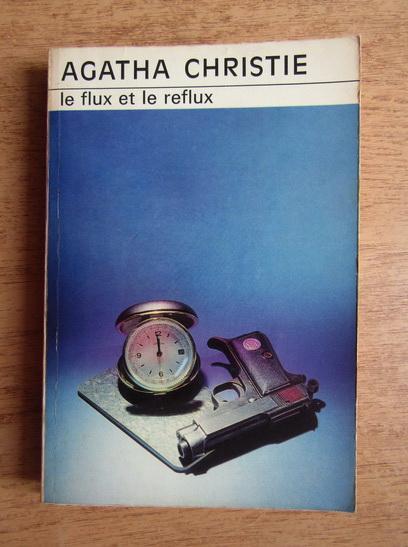 AGATHA CHRISTIE
le flux et le reflux